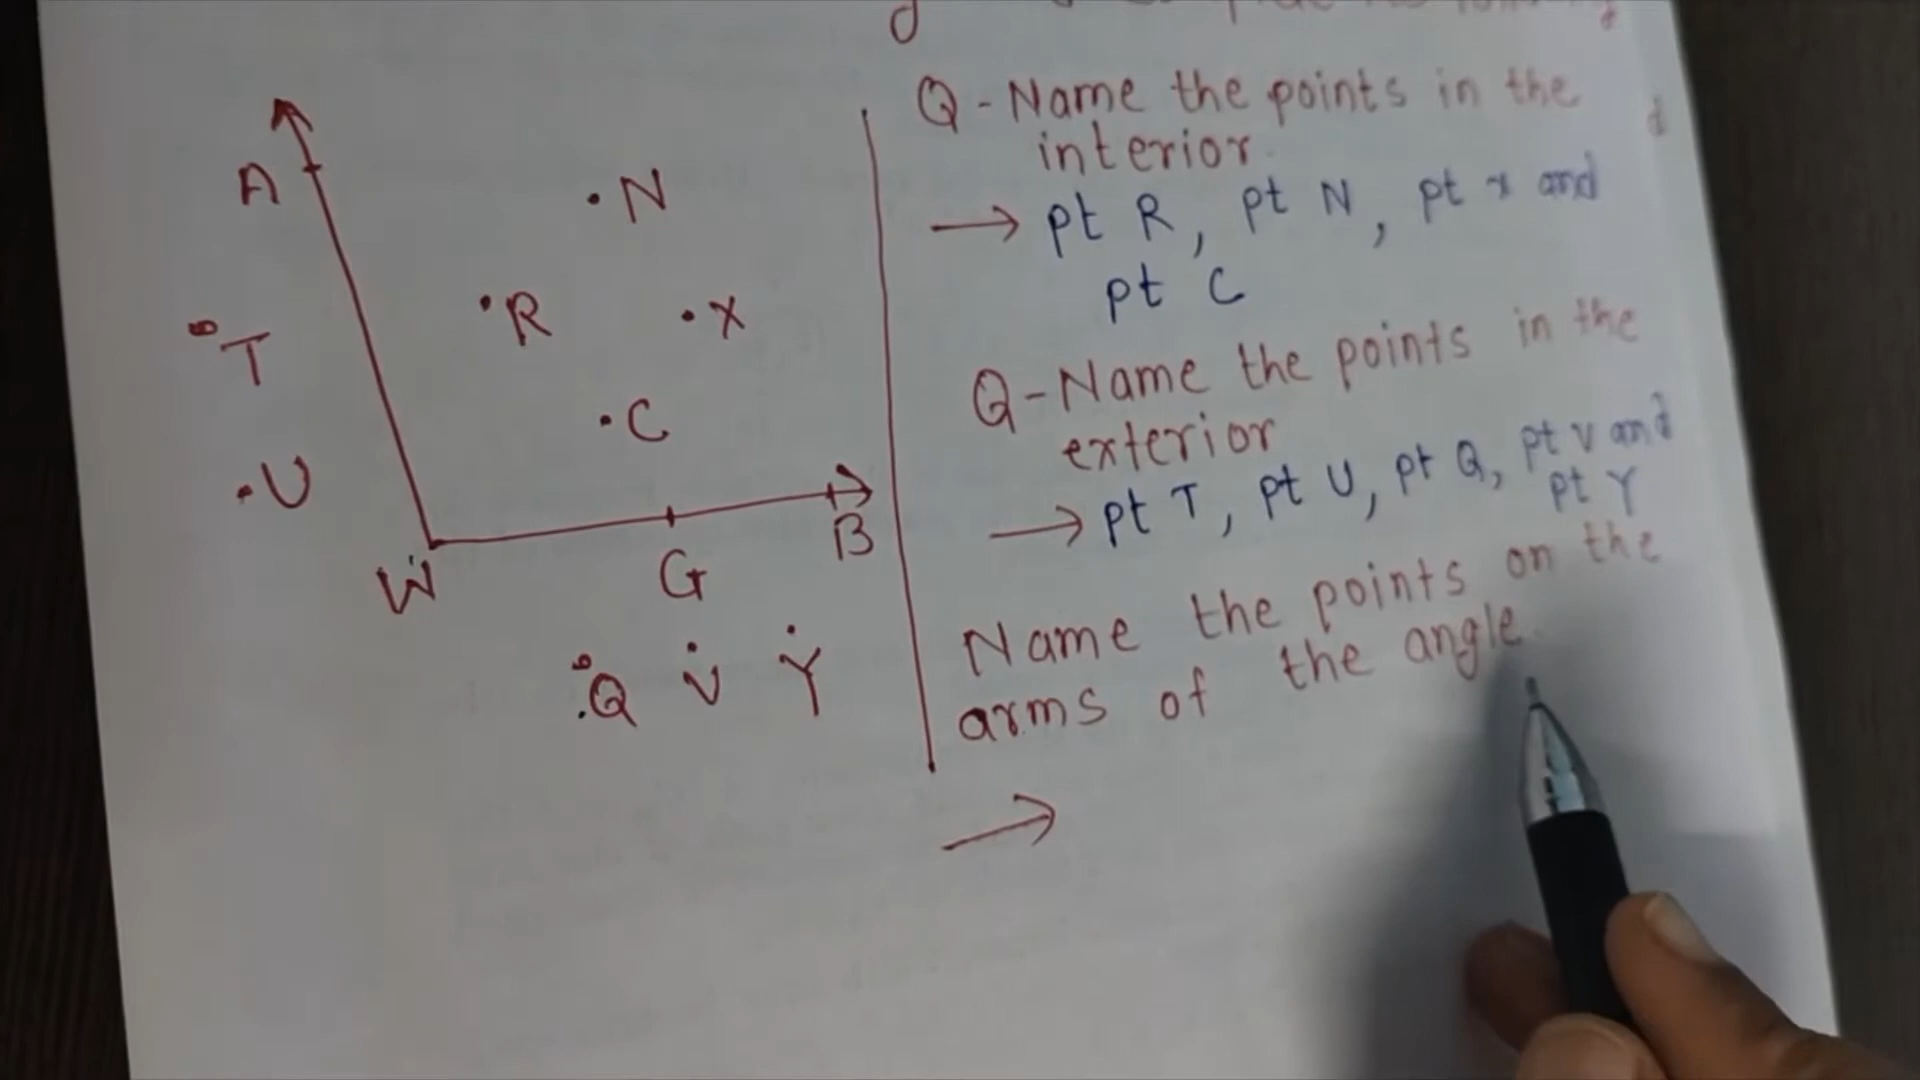 A
N
R
X
T
C
U
B
W
G
Q
V
Y
Q-Name the points in the
interior.
pt R, pt N, pt x and
pt C
Q-Name the points in the
exterior
pt T, pt U, pt Q, pt V and
pt Y
Name the points on the
arms of the angle.